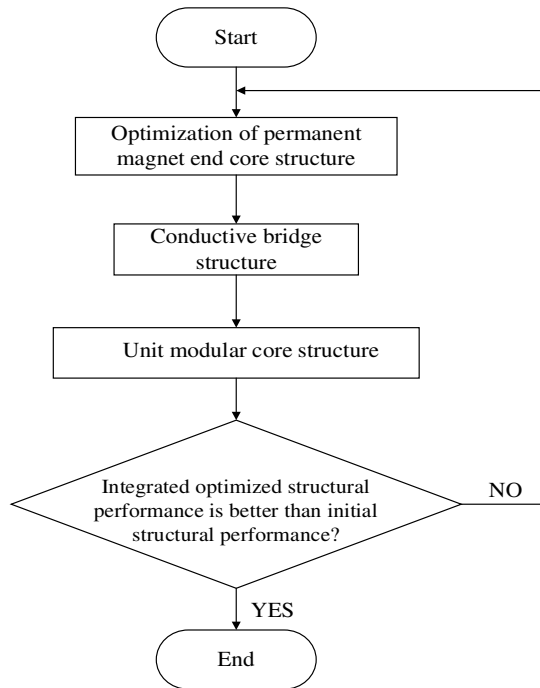 Start
Optimization of permanent
magnet end core structure
Conductive bridge
structure
Unit modular core structure
Integrated optimized structural
performance is better than initial
structural performance?
NO
YES
End